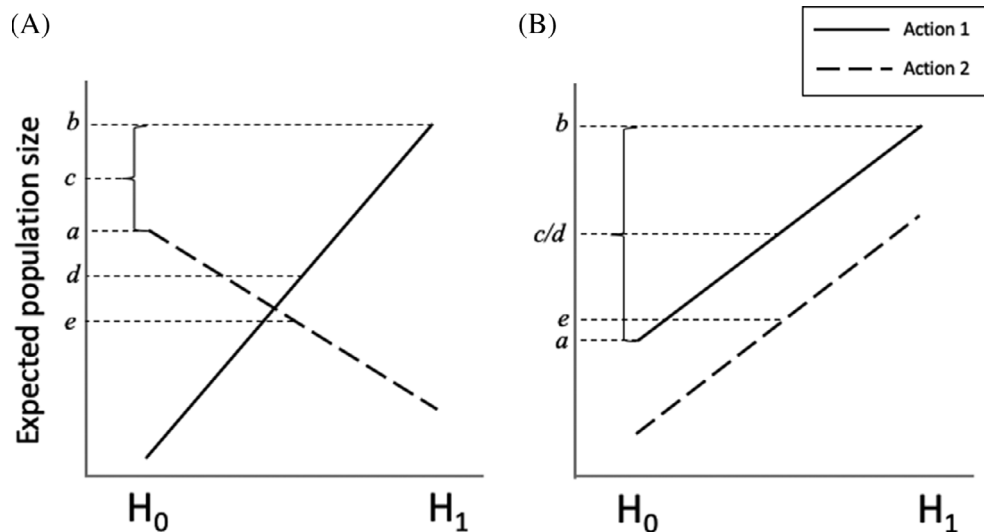 (A)
(B)
Action 1
Action 2
Expected population size
b
c
a
d
e
H₀
H₁
b
c/d
e
a
H₀
H₁